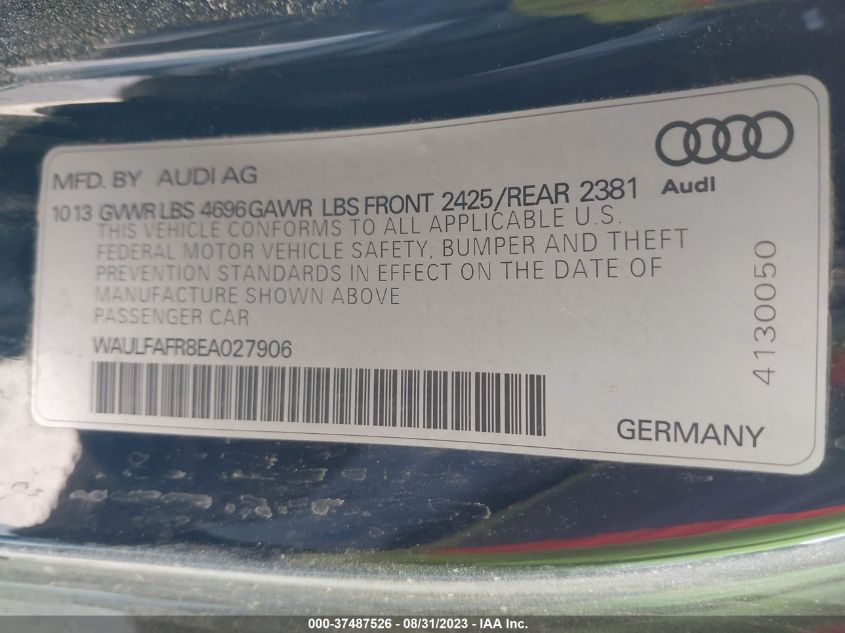 MFD. BY AUDI AG
Audi
10 13 GVWR LBS 4696 GAWR LBS FRONT 2425/REAR 2381
THIS VEHICLE CONFORMS TO ALL APPLICABLE U.S.
FEDERAL MOTOR VEHICLE SAFETY, BUMPER AND THEFT
PREVENTION STANDARDS IN EFFECT ON THE DATE OF
MANUFACTURE SHOWN ABOVE
PASSENGER CAR
WAULFAFR8EA027906
4130050
GERMANY
000-37487526 - 08/31/2023 - © IAA Inc.